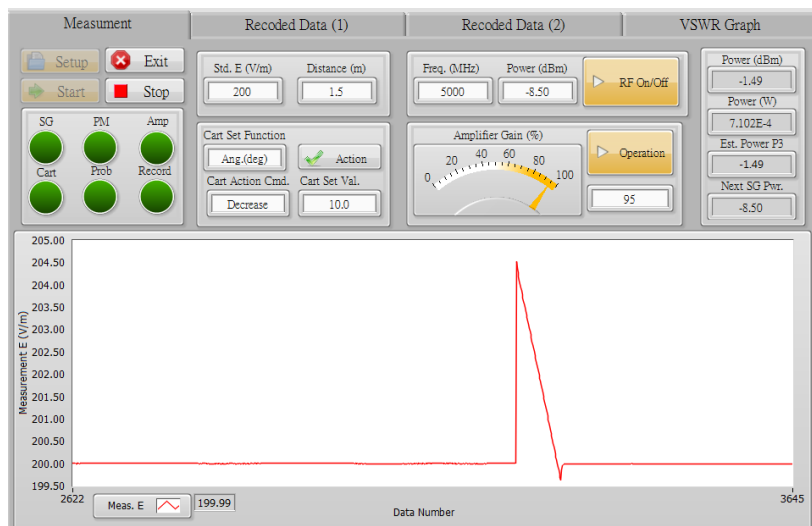 Measument
Recoded Data (1)
Recoded Data (2)
VSWR Graph
Setup
Exit
Start
Stop
SG PM Amp
Cart Prob Record
Std. E (V/m) Distance (m)
200 1.5
Cart Set Function
Ang.(deg) Action
Cart Action Cmd. Cart Set Val.
Decrease 10.0
Freq. (MHz) Power (dBm)
5000 -8.50 RF On/Off
Amplifier Gain (%)
0 20 40 60 80 100
Operation
95
Power (dBm)
-1.49
Power (W)
7.102E-4
Est. Power P3
-1.49
Next SG Pwr.
-8.50
Measurement E (V/m)
205.00
204.50
204.00
203.50
203.00
202.50
202.00
201.50
201.00
200.50
200.00
199.50
2622 3645
Meas. E 199.99
Data Number